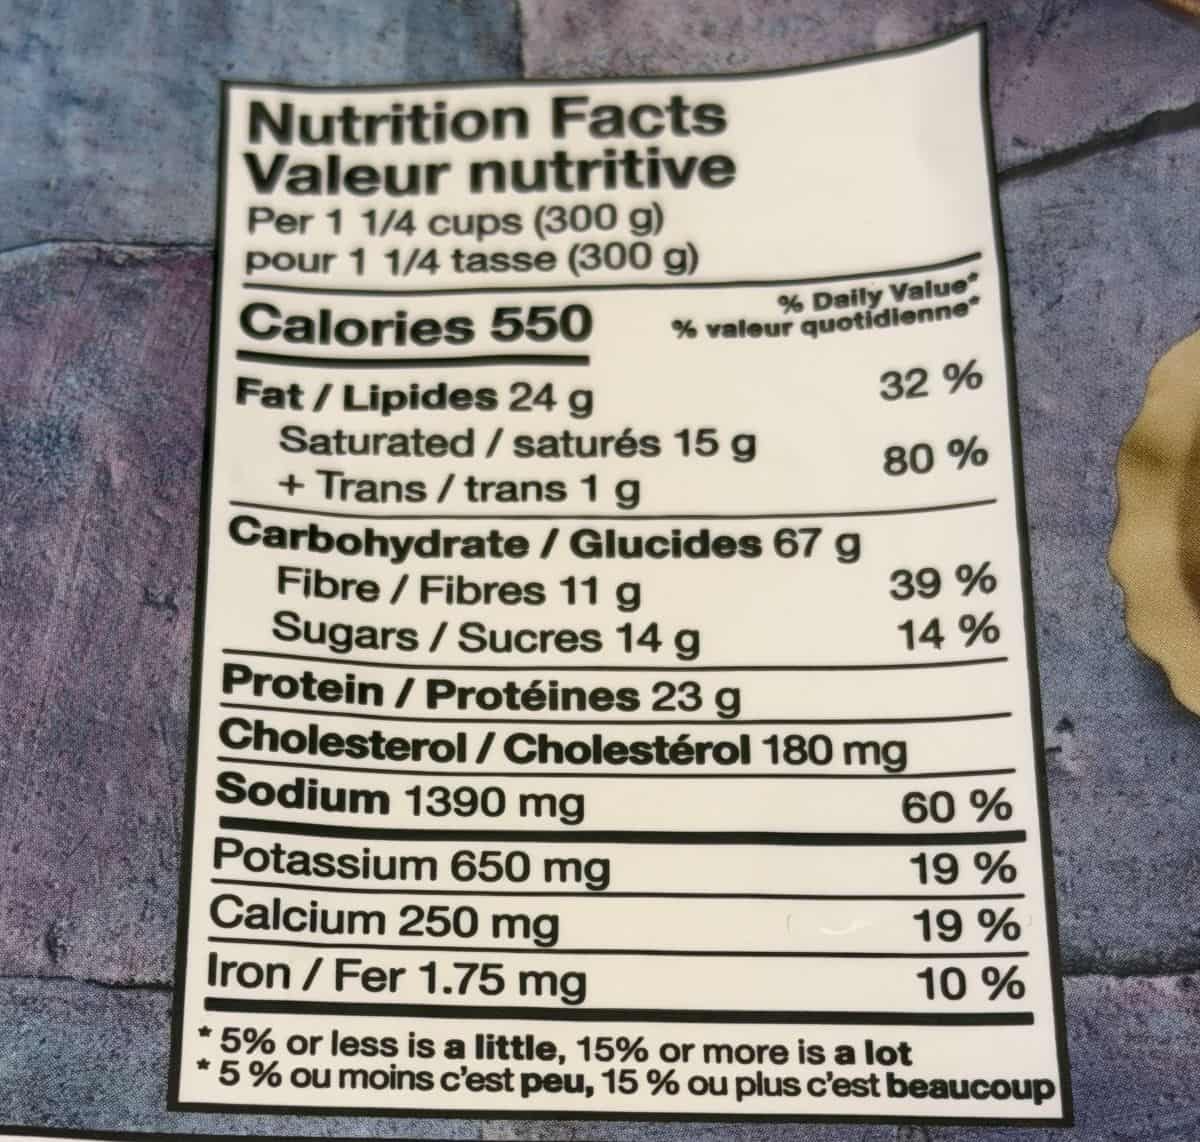 Nutrition Facts
Valeur nutritive
Per 1 1/4 cups (300 g)
pour 1 1/4 tasse (300 g)
% Daily Value*
Calories 550 % valeur quotidienne*
Fat / Lipides 24 g 32 %
Saturated / saturés 15 g 80 %
+ Trans / trans 1 g
Carbohydrate / Glucides 67 g
Fibre / Fibres 11 g 39 %
Sugars / Sucres 14 g 14 %
Protein / Protéines 23 g
Cholesterol / Cholestérol 180 mg
Sodium 1390 mg 60 %
Potassium 650 mg 19 %
Calcium 250 mg 19 %
Iron / Fer 1.75 mg 10 %
* 5% or less is a little, 15% or more is a lot
* 5 % ou moins c'est peu, 15 % ou plus c'est beaucoup